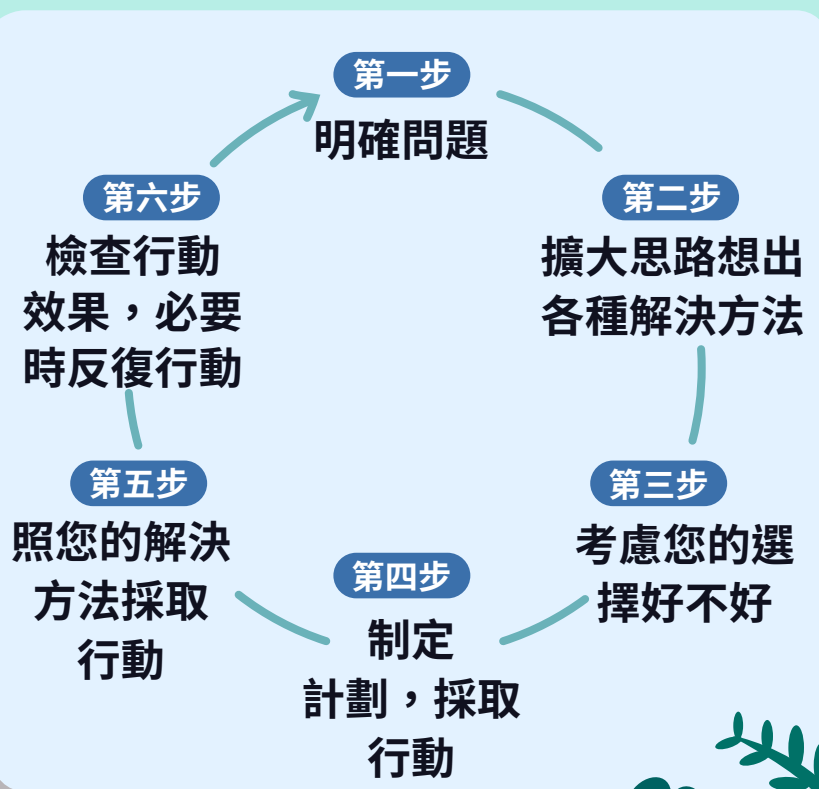 第一步
明確問題
第二步
擴大思路想出
各種解決方法
第三步
考慮您的選
擇好不好
第四步
制定
計劃，採取
行動
第五步
照您的解決
方法採取
行動
第六步
檢查行動
效果，必要
時反復行動